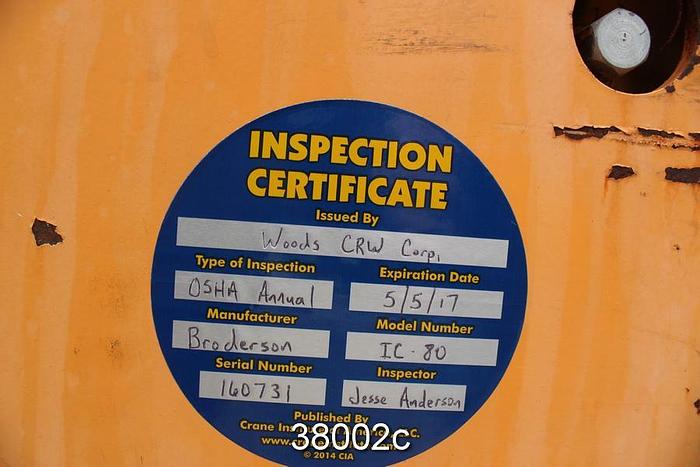 INSPECTION
CERTIFICATE
Issued By
Woods CRW Corp.
Type of Inspection
Expiration Date
OSHA Annual
5/5/17
Manufacturer
Model Number
Broderson
IC-80
Serial Number
Inspector
160731
Jesse Anderson
Published By
Crane
www.
38002c
© 2014 CIA